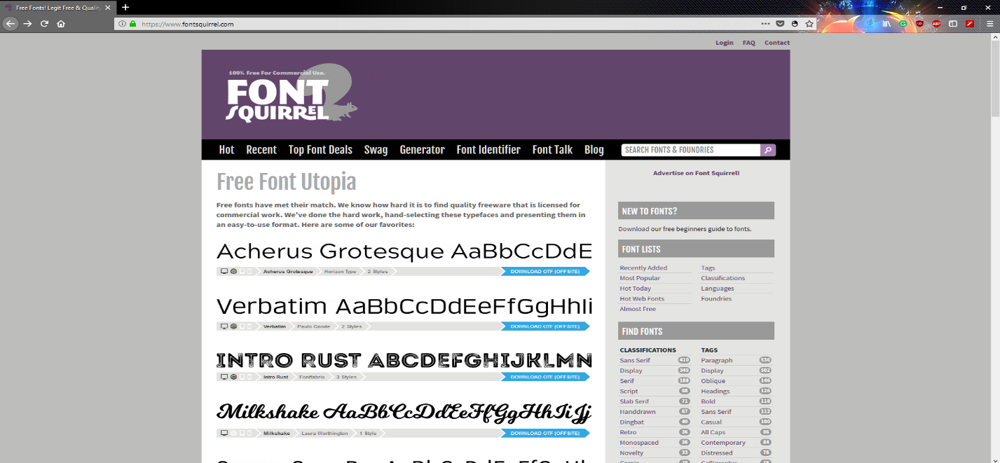 Free Fonts! Legit Free & Quality
https://www.fontsquirrel.com
Login FAQ Contact
100% Free For Commercial Use.
FONT
SQUIRREL
Hot Recent Top Font Deals Swag Generator Font Identifier Font Talk Blog SEARCH FONTS & FOUNDRIES
Free Font Utopia
Free fonts have met their match. We know how hard it is to find quality freeware that is licensed for
commercial work. We've done the hard work, hand-selecting these typefaces and presenting them in
an easy-to-use format. Here are some of our favorites:
Acherus Grotesque AaBbCcDdE
Acherus Grotesque Horizon Type 2 Styles DOWNLOAD OTF (OFFSITE)
Verbatim AaBbCcDdEeFfGgHhIi
Verbatim Paulo Goode 2 Styles DOWNLOAD OTF (OFFSITE)
INTRO RUST ABCDEFGHIJKLMN
Intro Rust Fontfabric 3 Styles DOWNLOAD OTF (OFFSITE)
Milkshake AaBbCcDdEeFfGgHhIiJj
Milkshake Laura Worthington 1 Style DOWNLOAD OTF (OFFSITE)
Advertise on Font Squirrel!
NEW TO FONTS?
Download our free beginners guide to fonts.
FONT LISTS
Recently Added Tags
Most Popular Classifications
Hot Today Languages
Hot Web Fonts Foundries
Almost Free
FIND FONTS
CLASSIFICATIONS TAGS
Sans Serif 410 Paragraph 536
Display 345 Display 502
Serif 188 Oblique 146
Script 88 Headings 126
Slab Serif 71 Bold 118
Handdrawn 67 Sans Serif 112
Dingbat 40 Casual 100
Retro 36 All Caps 86
Monospaced 36 Contemporary 84
Novelty 33 Distressed 78